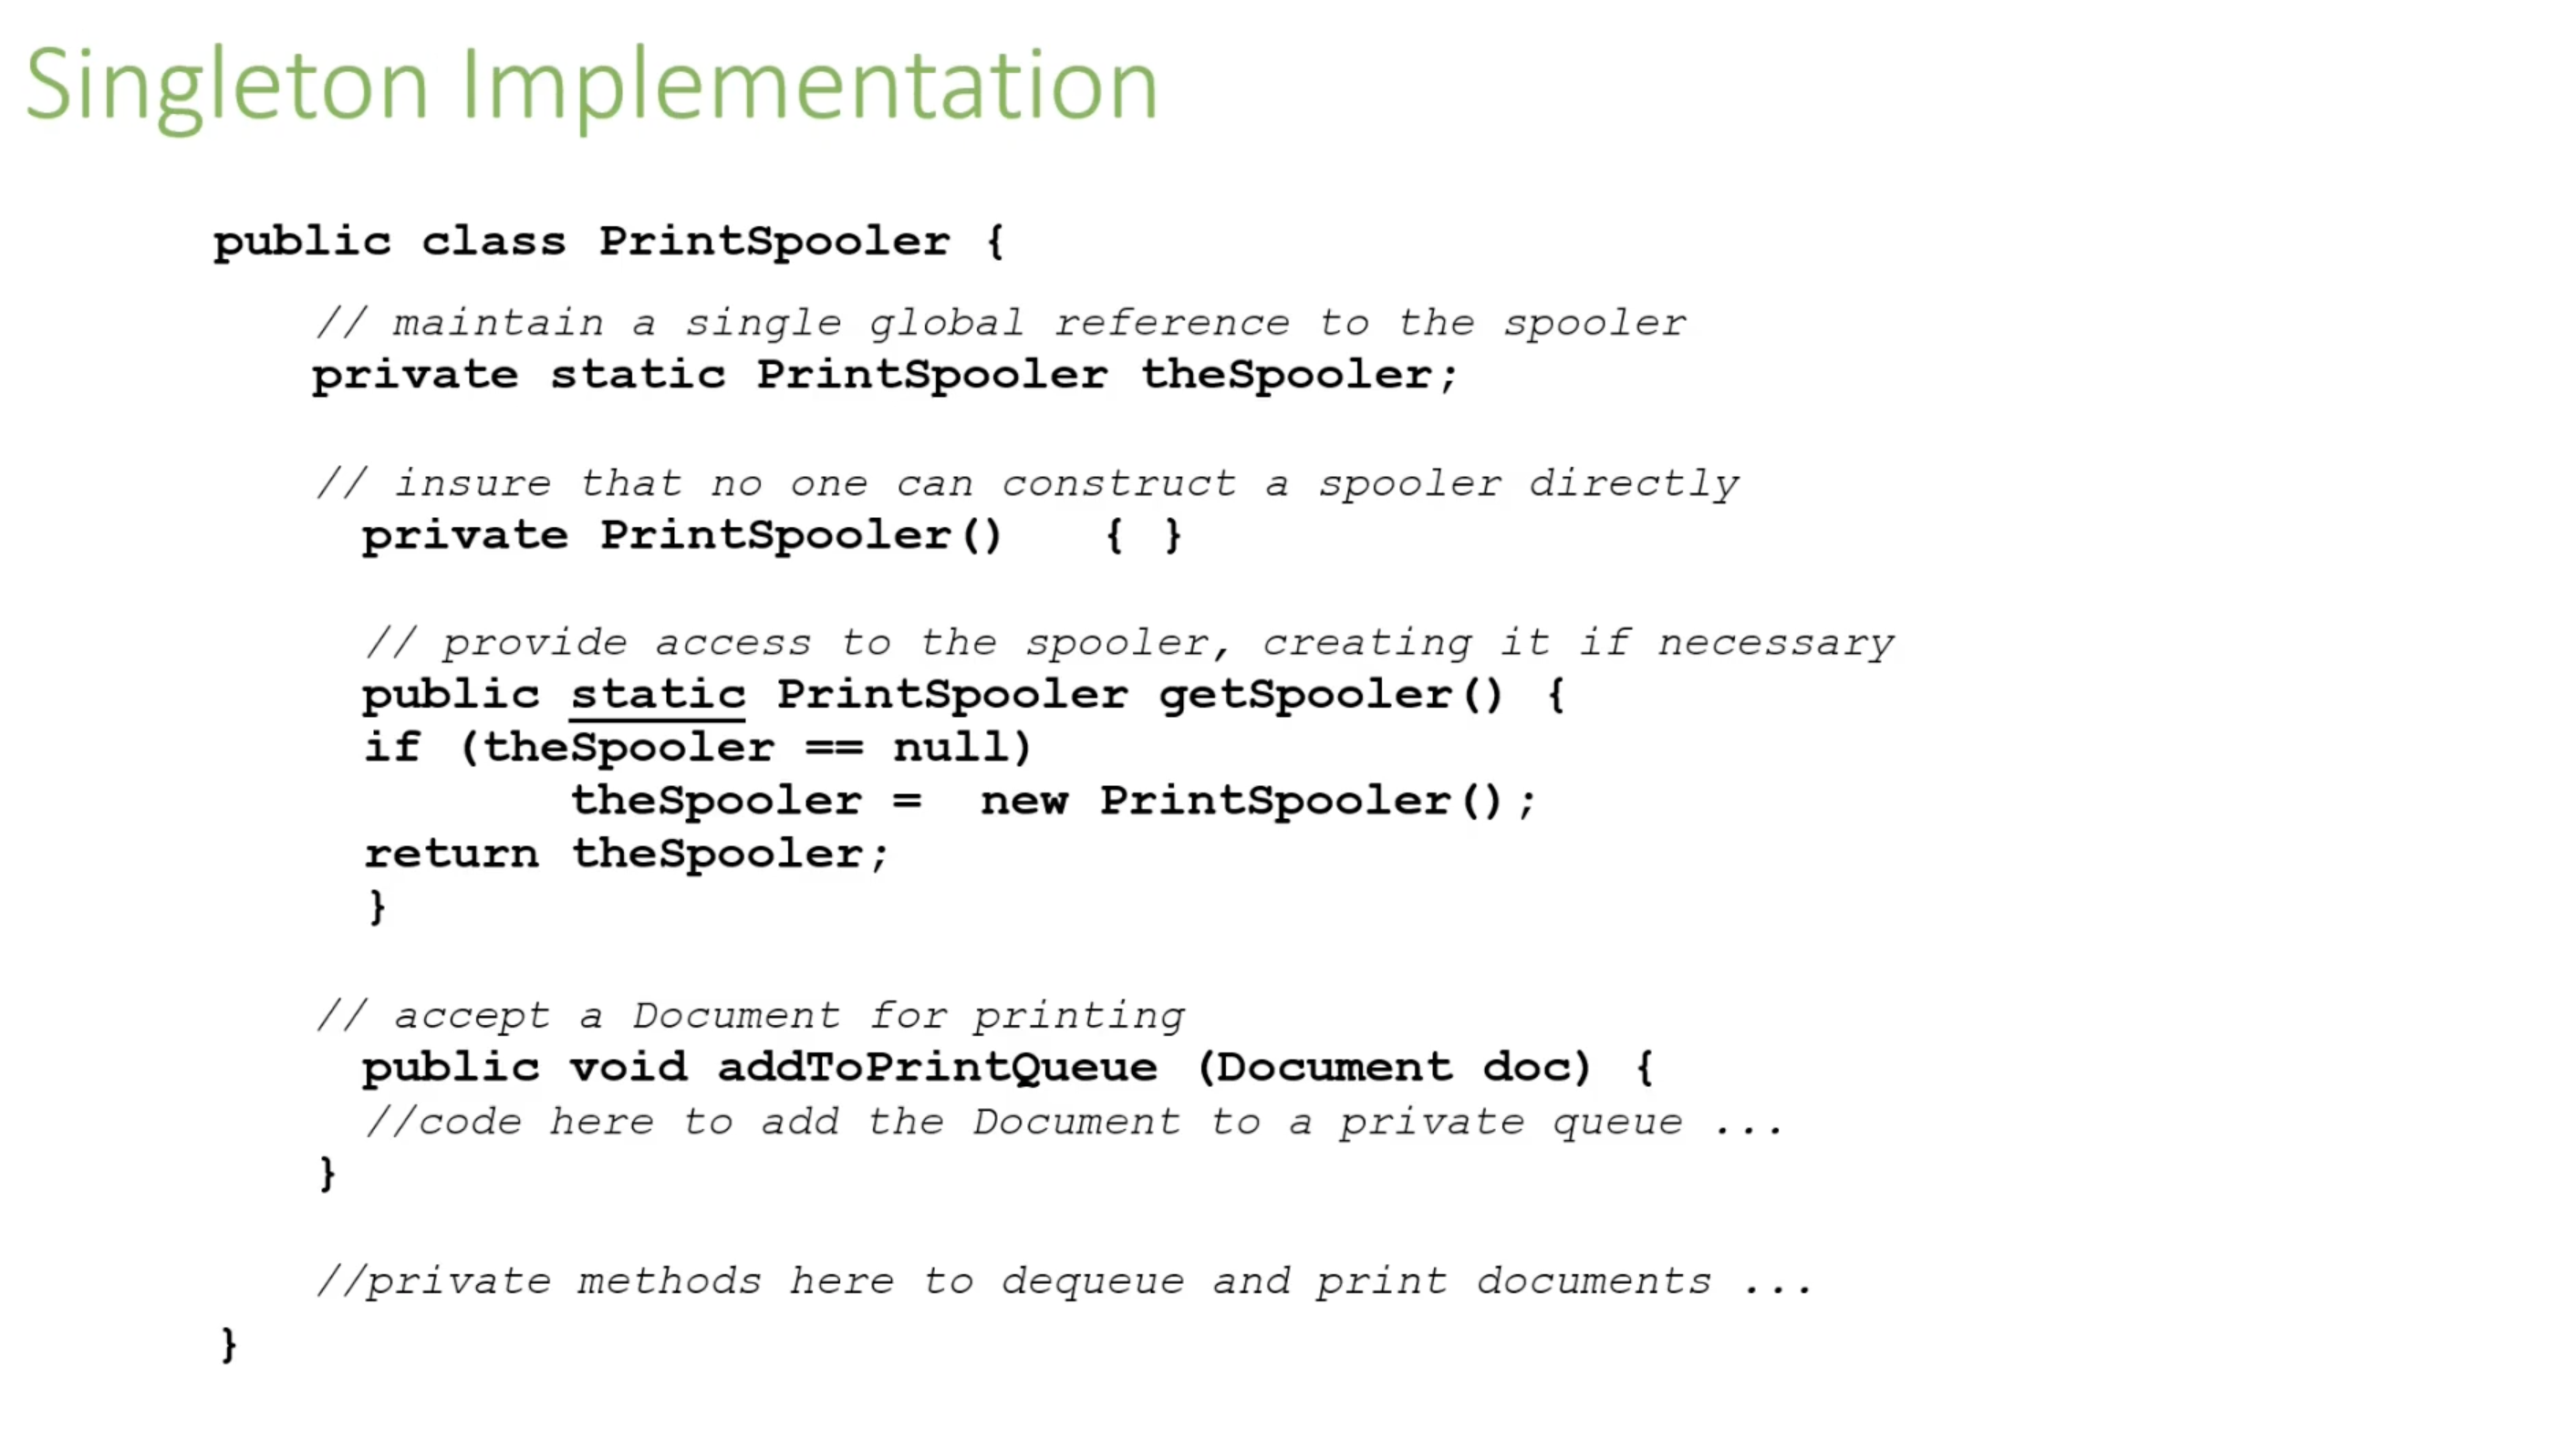 Singleton Implementation
public class PrintSpooler {
// maintain a single global reference to the spooler
private static PrintSpooler theSpooler;
// insure that no one can construct a spooler directly
private PrintSpooler() { }
// provide access to the spooler, creating it if necessary
public static PrintSpooler getSpooler() {
if (theSpooler == null)
theSpooler = new PrintSpooler();
return theSpooler;
}
// accept a Document for printing
public void addToPrintQueue (Document doc) {
//code here to add the Document to a private queue ...
}
//private methods here to dequeue and print documents ...
}